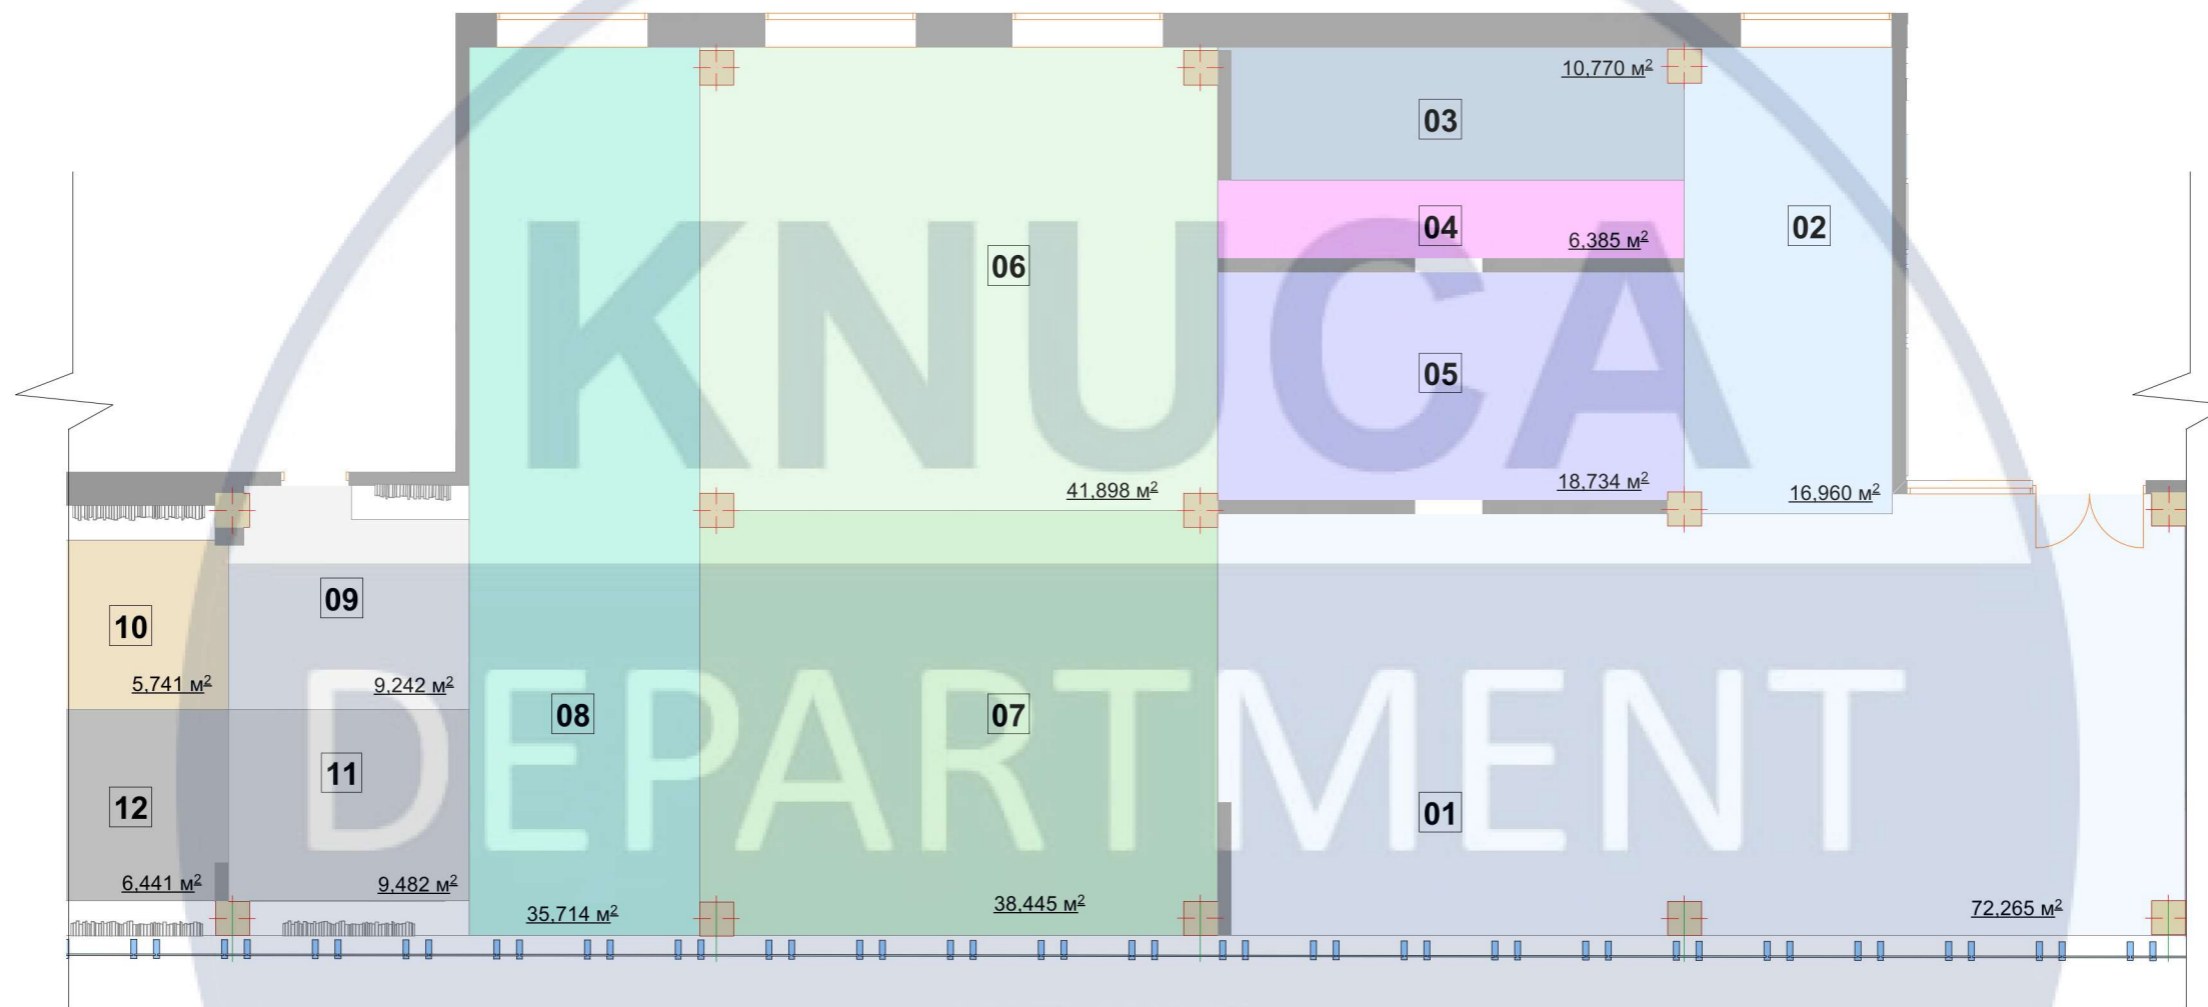 10,770 м²
03
04
6,385 м²
02
06
05
KNUCA
41,898 м²
18,734 м²
16,960 м²
09
10
5,741 м²
9,242 м²
08
07
DEPARTMENT
11
12
01
6,441 м²
9,482 м²
35,714 м²
38,445 м²
72,265 м²